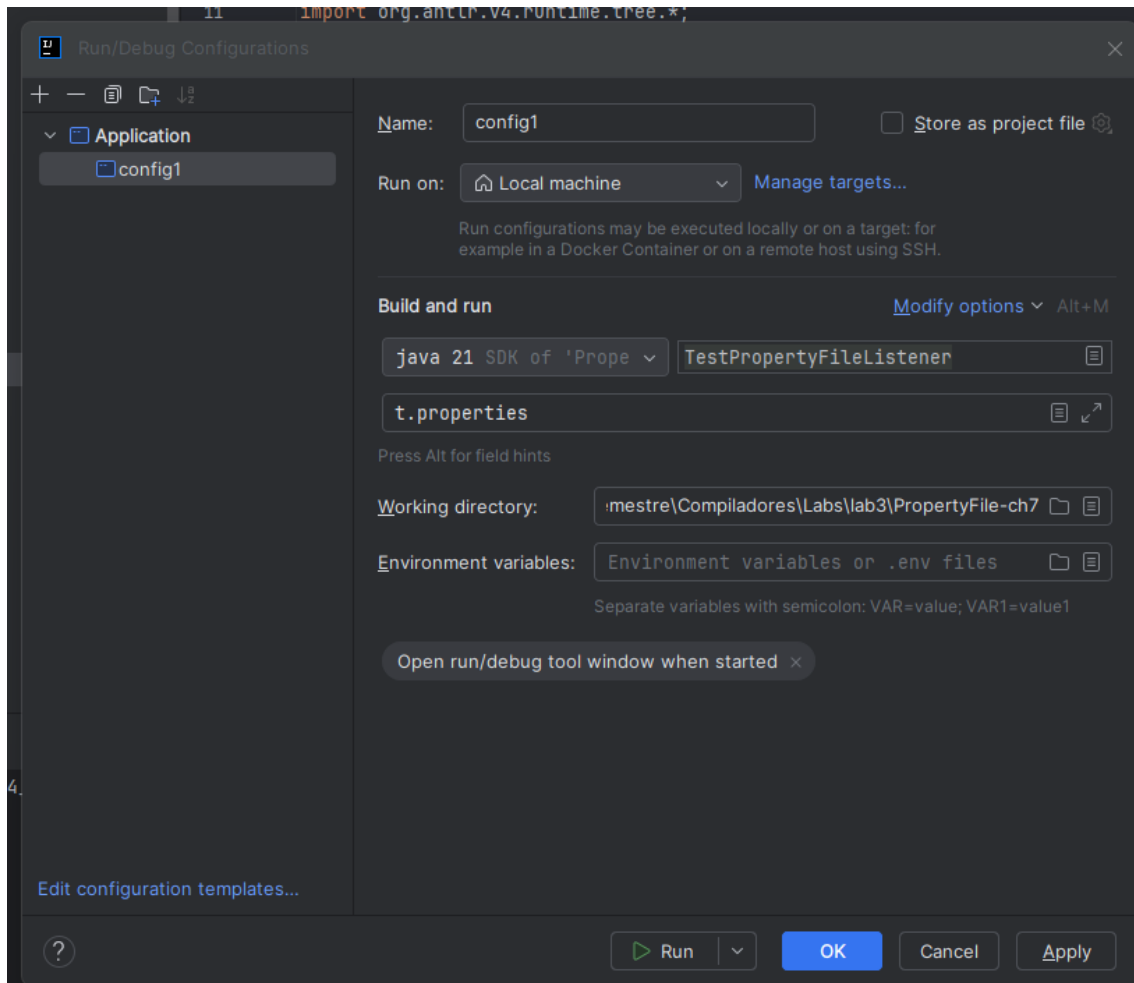 11 import org.antlr.v4.runtime.tree.*;
Run/Debug Configurations
Application
config1
Edit configuration templates...
Name: config1 Store as project file
Run on: Local machine Manage targets...
Run configurations may be executed locally or on a target: for
example in a Docker Container or on a remote host using SSH.
Build and run Modify options Alt+M
java 21 SDK of 'Prope TestPropertyFileListener
t.properties
Press Alt for field hints
Working directory: mestre\Compiladores\Labs\lab3\PropertyFile-ch7
Environment variables: Environment variables or .env files
Separate variables with semicolon: VAR=value; VAR1=value1
Open run/debug tool window when started
4.
? Run OK Cancel Apply